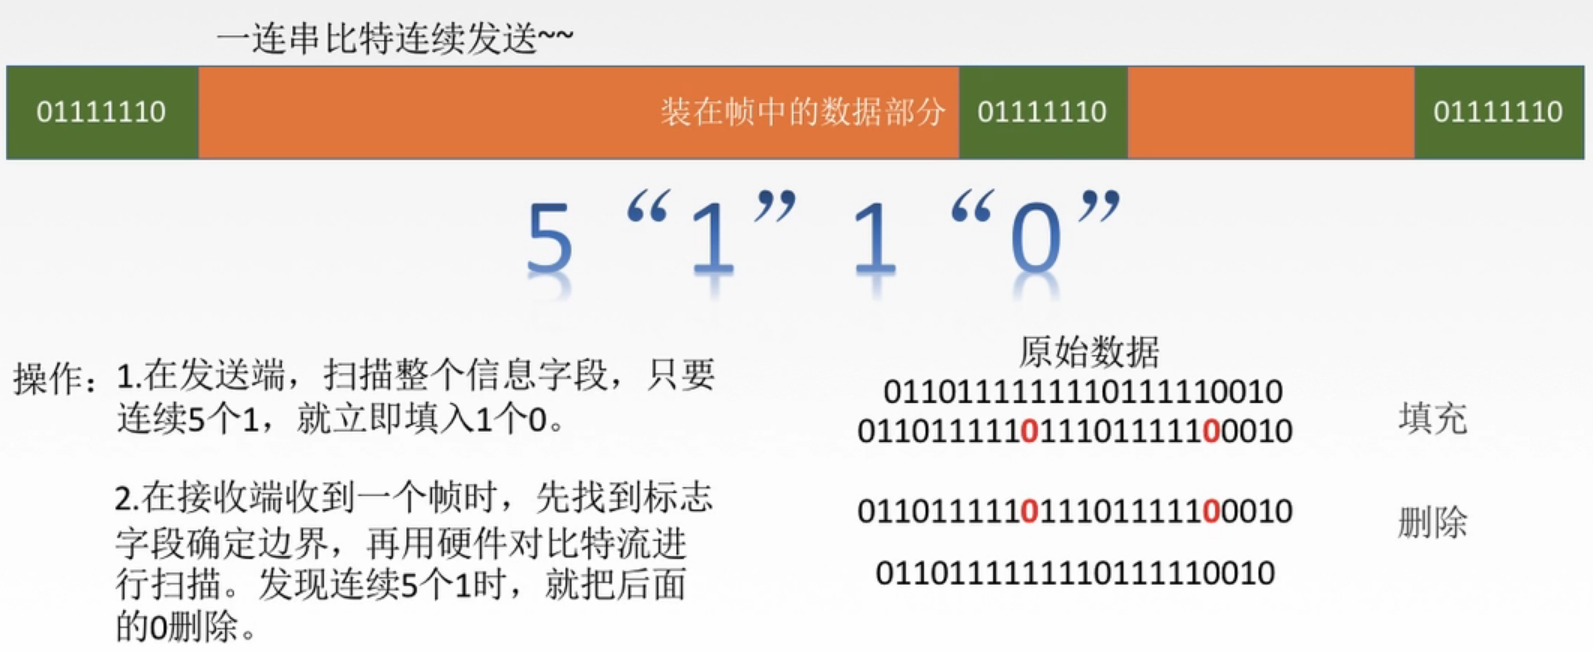 一连串比特连续发送~~
01111110 装在帧中的数据部分 01111110 01111110
5 “1” 1 “0”
操作：1.在发送端，扫描整个信息字段，只要
连续5个1，就立即填入1个0。
2.在接收端收到一个帧时，先找到标志
字段确定边界，再用硬件对比特流进
行扫描。发现连续5个1时，就把后面
的0删除。
原始数据
0110111111110111110010
011011111011101111100010
填充
011011111011101111100010
删除
0110111111110111110010